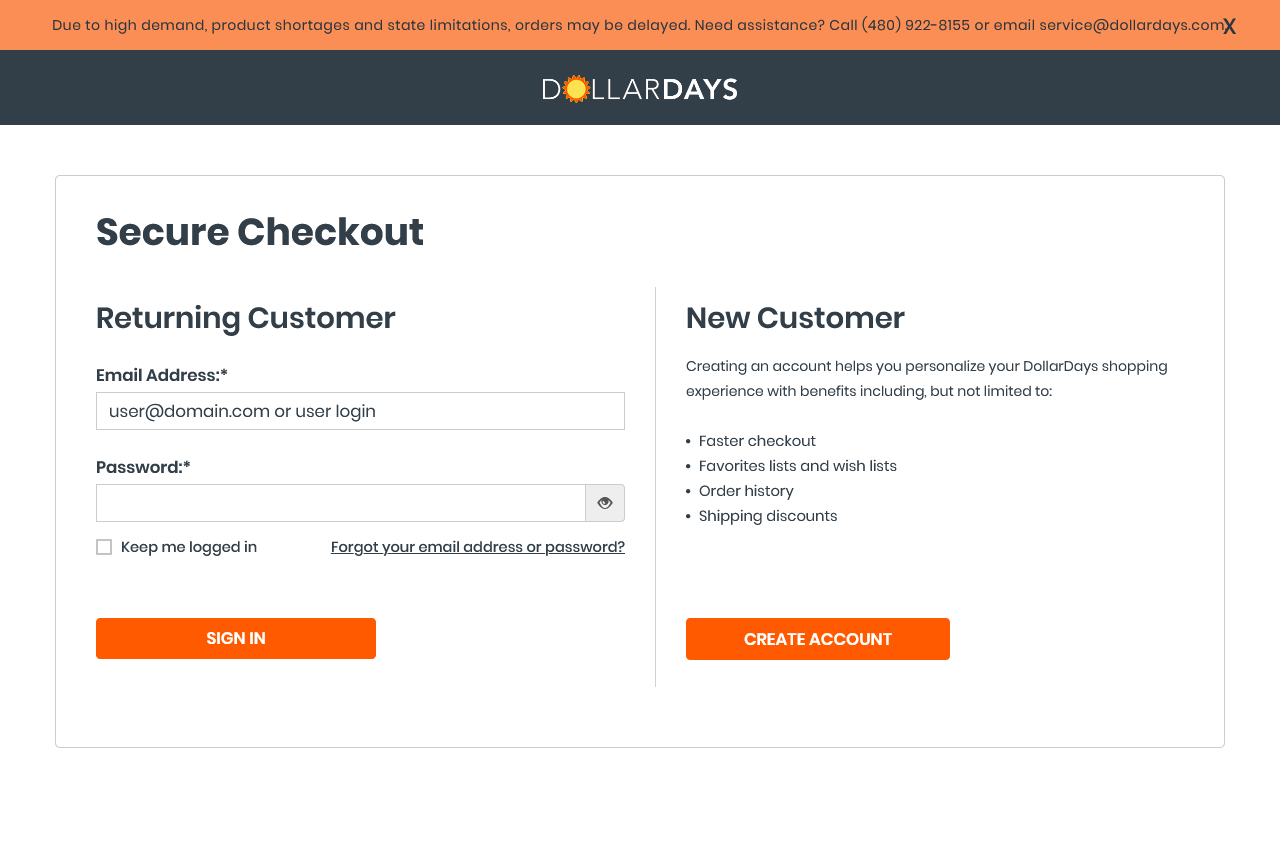 Due to high demand, product shortages and state limitations, orders may be delayed. Need assistance? Call (480) 922-8155 or email service@dollardays.com
X
DOLLARDAYS
Secure Checkout
Returning Customer
Email Address:*
user@domain.com or user login
Password:*
Keep me logged in
Forgot your email address or password?
SIGN IN
New Customer
Creating an account helps you personalize your DollarDays shopping
experience with benefits including, but not limited to:
• Faster checkout
• Favorites lists and wish lists
• Order history
• Shipping discounts
CREATE ACCOUNT